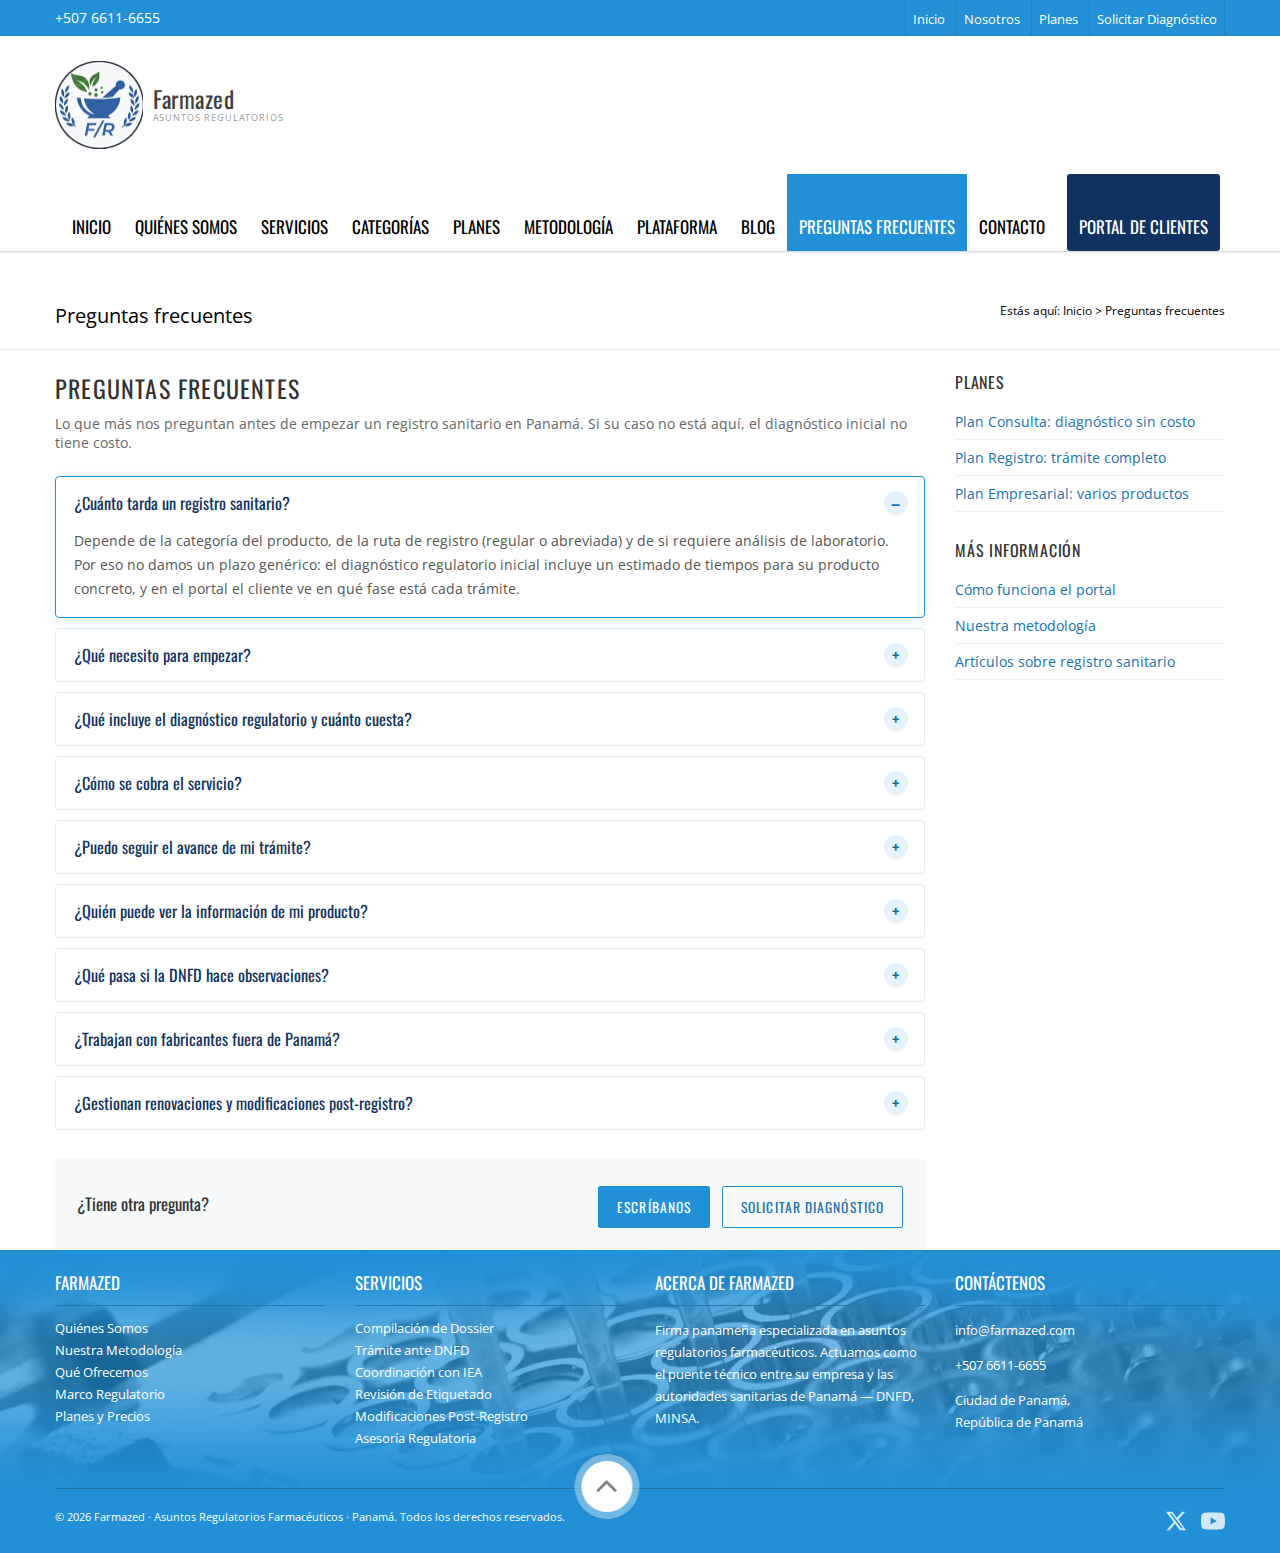 +507 6611-6655
Inicio Nosotros Planes Solicitar Diagnóstico
F/R
Farmazed
ASUNTOS REGULATORIOS
INICIO QUIÉNES SOMOS SERVICIOS CATEGORÍAS PLANES METODOLOGÍA PLATAFORMA BLOG PREGUNTAS FRECUENTES CONTACTO PORTAL DE CLIENTES
Preguntas frecuentes
Estás aquí: Inicio > Preguntas frecuentes
PREGUNTAS FRECUENTES
Lo que más nos preguntan antes de empezar un registro sanitario en Panamá. Si su caso no está aquí, el diagnóstico inicial no
tiene costo.
¿Cuánto tarda un registro sanitario?
–
Depende de la categoría del producto, de la ruta de registro (regular o abreviada) y de si requiere análisis de laboratorio.
Por eso no damos un plazo genérico: el diagnóstico regulatorio inicial incluye un estimado de tiempos para su producto
concreto, y en el portal el cliente ve en qué fase está cada trámite.
¿Qué necesito para empezar? +
¿Qué incluye el diagnóstico regulatorio y cuánto cuesta? +
¿Cómo se cobra el servicio? +
¿Puedo seguir el avance de mi trámite? +
¿Quién puede ver la información de mi producto? +
¿Qué pasa si la DNFD hace observaciones? +
¿Trabajan con fabricantes fuera de Panamá? +
¿Gestionan renovaciones y modificaciones post-registro? +
¿Tiene otra pregunta?
ESCRÍBANOS
SOLICITAR DIAGNÓSTICO
PLANES
Plan Consulta: diagnóstico sin costo
Plan Registro: trámite completo
Plan Empresarial: varios productos
MÁS INFORMACIÓN
Cómo funciona el portal
Nuestra metodología
Artículos sobre registro sanitario
FARMAZED
Quiénes Somos
Nuestra Metodología
Qué Ofrecemos
Marco Regulatorio
Planes y Precios
SERVICIOS
Compilación de Dossier
Trámite ante DNFD
Coordinación con IEA
Revisión de Etiquetado
Modificaciones Post-Registro
Asesoría Regulatoria
ACERCA DE FARMAZED
Firma panameña especializada en asuntos
regulatorios farmacéuticos. Actuamos como
el puente técnico entre su empresa y las
autoridades sanitarias de Panamá — DNFD,
MINSA.
CONTÁCTENOS
info@farmazed.com
+507 6611-6655
Ciudad de Panamá,
República de Panamá
© 2026 Farmazed · Asuntos Regulatorios Farmacéuticos · Panamá. Todos los derechos reservados.